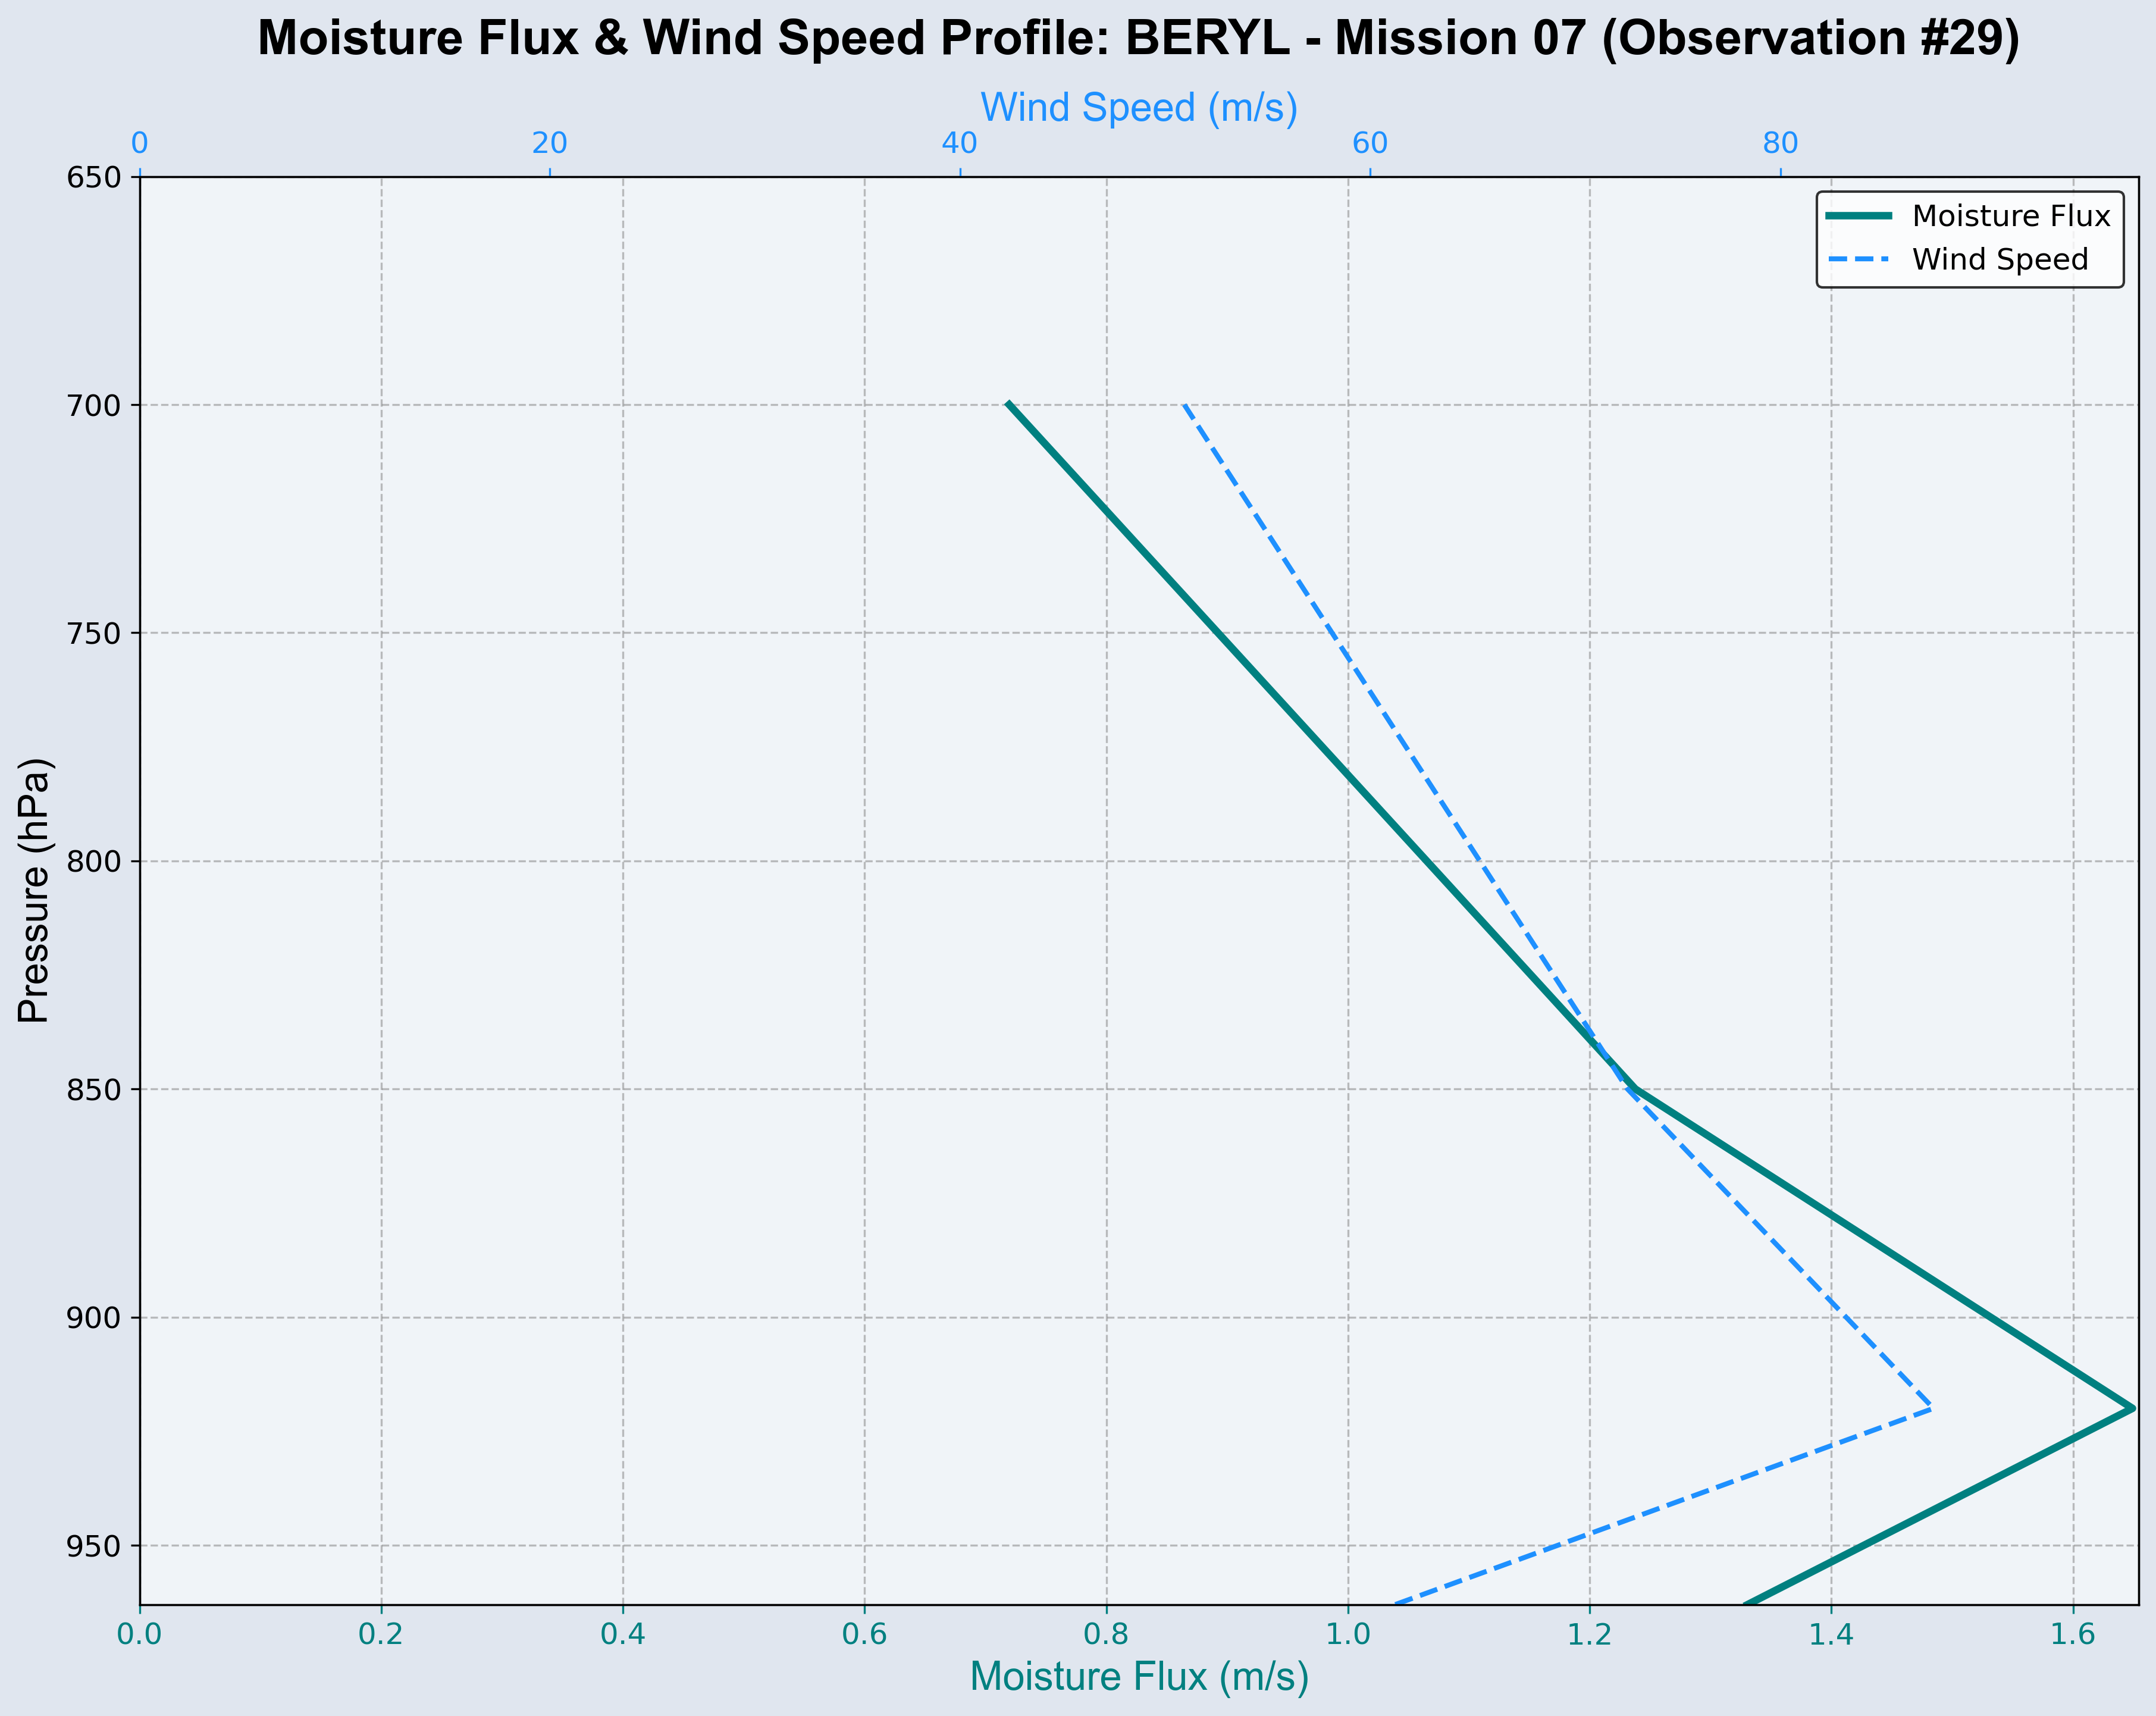 Moisture Flux & Wind Speed Profile: BERYL - Mission 07 (Observation #29)
Wind Speed (m/s)
0 20 40 60 80
Moisture Flux
Wind Speed
650
700
750
800
850
900
950
Pressure (hPa)
0.0 0.2 0.4 0.6 0.8 1.0 1.2 1.4 1.6
Moisture Flux (m/s)